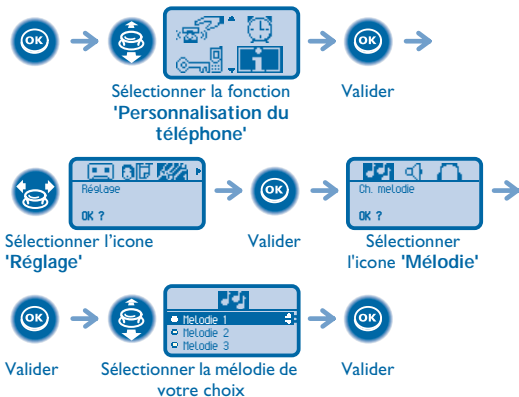 OK
OK
Sélectionner la fonction
'Personnalisation du
téléphone'
Valider
Réglage
OK ?
OK
Ch. melodie
OK ?
Sélectionner l'icone
'Réglage'
Valider
Sélectionner
l'icone 'Mélodie'
OK
Melodie 1
Melodie 2
Melodie 3
OK
Valider
Sélectionner la mélodie de
votre choix
Valider